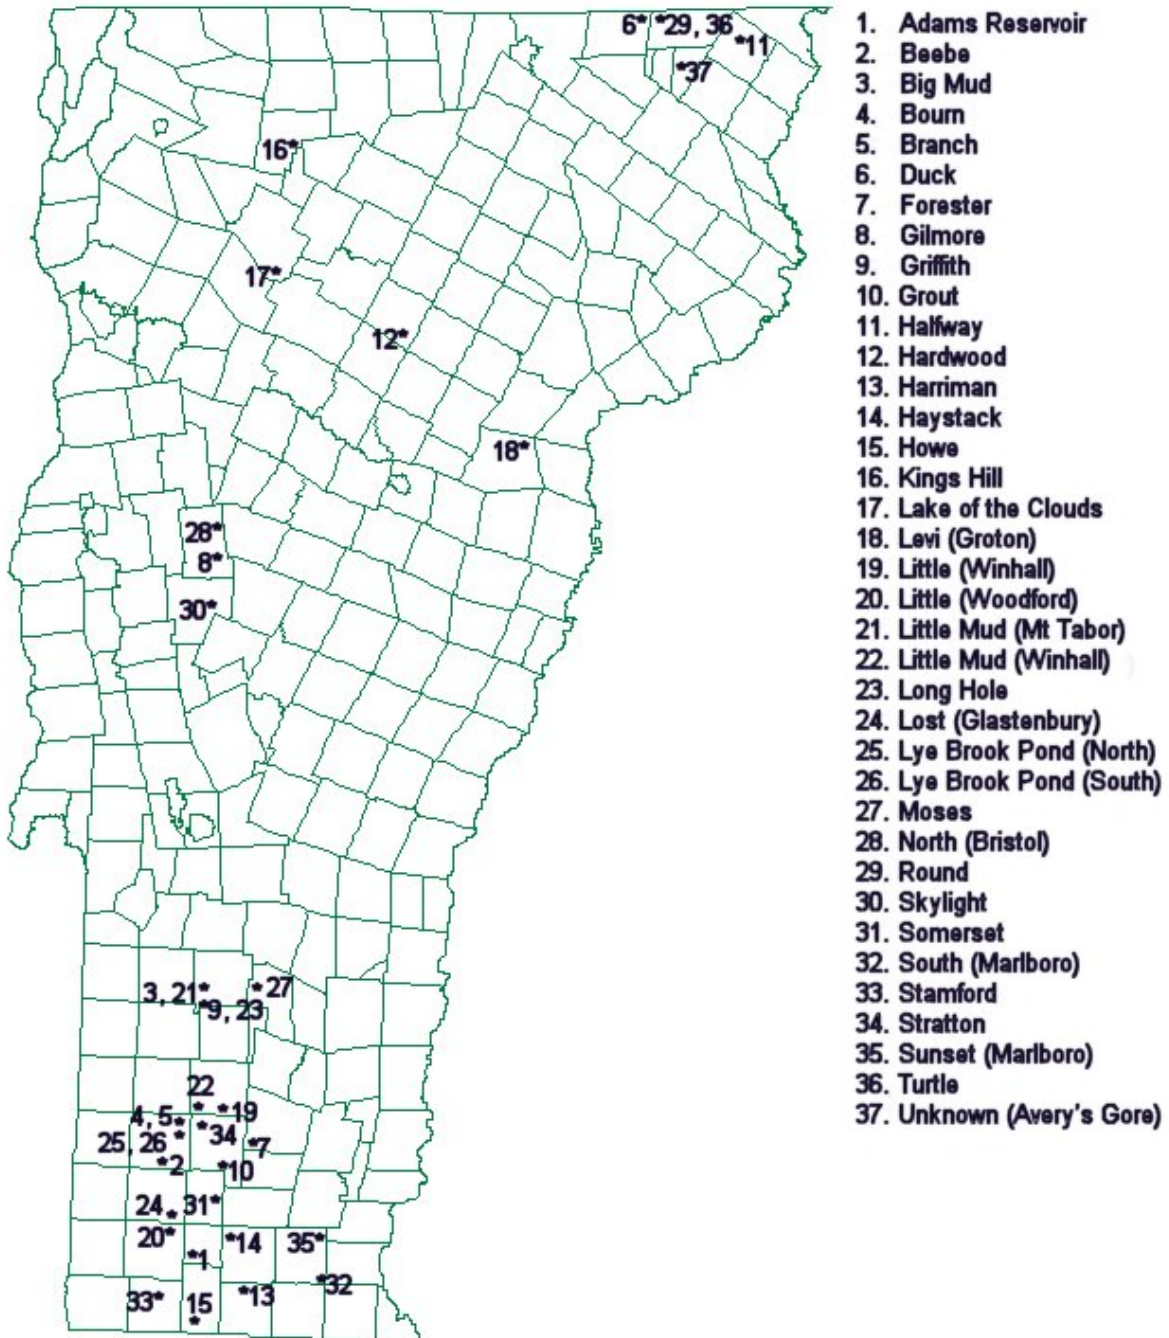 6* *29, 36
*11
*37
16*
17*
12*
18*
28*
8*
30*
3, 21*
*27
*9, 23
22
* *19
4, 5*
*34
25, 26 *
*7
*2
*10
24 *
31*
20*
*14
35*
*1
*32
33*
15
*
*13
1. Adams Reservoir
2. Beebe
3. Big Mud
4. Bourn
5. Branch
6. Duck
7. Forester
8. Gilmore
9. Griffith
10. Grout
11. Halfway
12. Hardwood
13. Harriman
14. Haystack
15. Howe
16. Kings Hill
17. Lake of the Clouds
18. Levi (Groton)
19. Little (Winhall)
20. Little (Woodford)
21. Little Mud (Mt Tabor)
22. Little Mud (Winhall)
23. Long Hole
24. Lost (Glastenbury)
25. Lye Brook Pond (North)
26. Lye Brook Pond (South)
27. Moses
28. North (Bristol)
29. Round
30. Skylight
31. Somerset
32. South (Marlboro)
33. Stamford
34. Stratton
35. Sunset (Marlboro)
36. Turtle
37. Unknown (Avery's Gore)